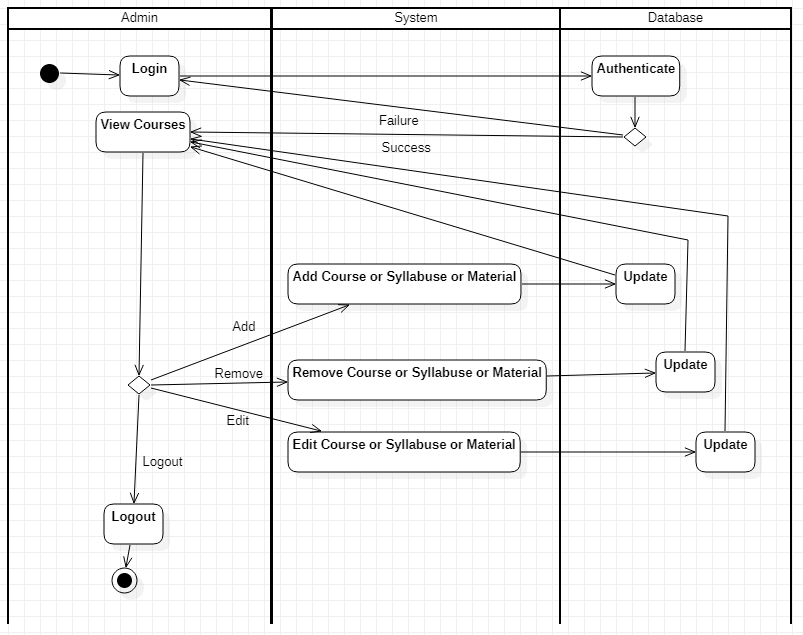 Admin
System
Database
Login
Authenticate
View Courses
Failure
Success
Add Course or Syllabuse or Material
Update
Add
Remove
Remove Course or Syllabuse or Material
Update
Edit
Edit Course or Syllabuse or Material
Update
Logout
Logout